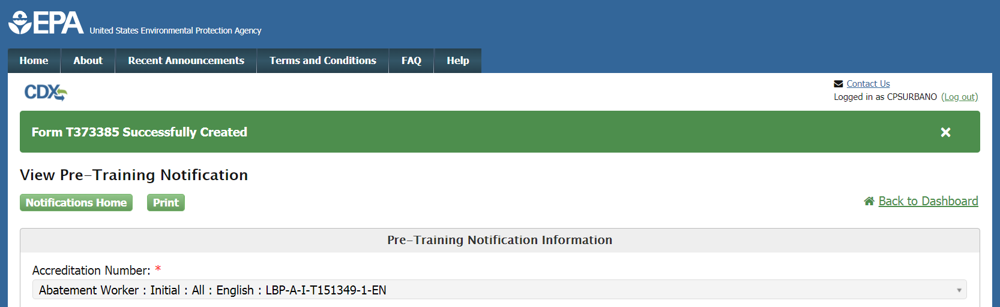 EPA United States Environmental Protection Agency
Home About Recent Announcements Terms and Conditions FAQ Help
CDX
Contact Us
Logged in as CPSURBANO (Log out)
Form T373385 Successfully Created
View Pre-Training Notification
Notifications Home Print
Back to Dashboard
Pre-Training Notification Information
Accreditation Number: *
Abatement Worker : Initial : All : English : LBP-A-I-T151349-1-EN